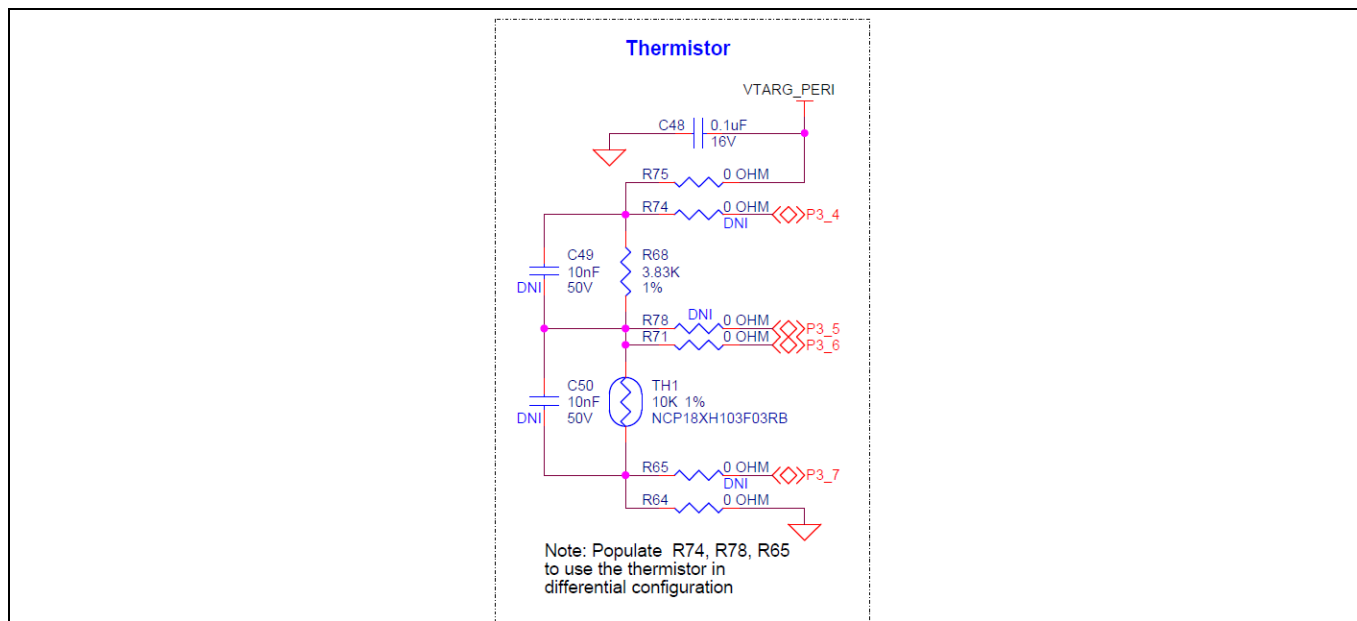 Thermistor
VTARG_PERI
C48 0.1uF
16V
R75 0 OHM
R74 0 OHM P3_4
DNI
C49 R68
10nF 3.83K
DNI 50V 1%
DNI
R78 0 OHM P3_5
R71 0 OHM P3_6
C50 TH1
10nF 10K 1%
DNI 50V NCP18XH103F03RB
R65 0 OHM P3_7
DNI
R64 0 OHM
Note: Populate R74, R78, R65
to use the thermistor in
differential configuration